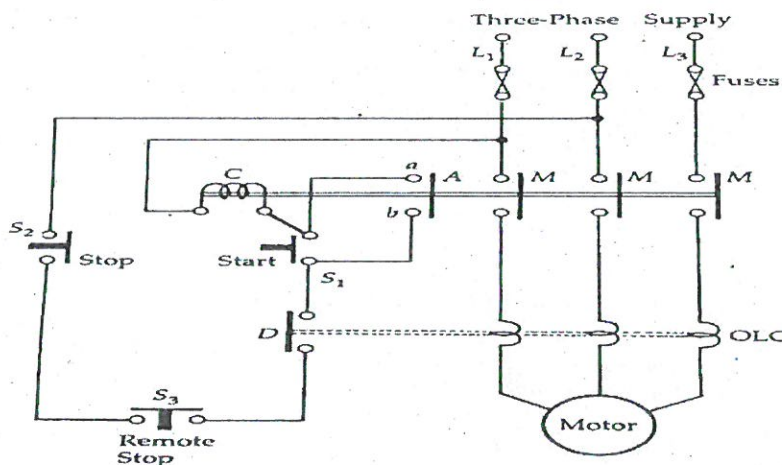 Three-Phase Supply
L₁ L₂ L₃
Fuses
a A M M M
C
b
S₂
Stop
Start
S₁
D
OLC
S₃
Remote
Stop
Motor